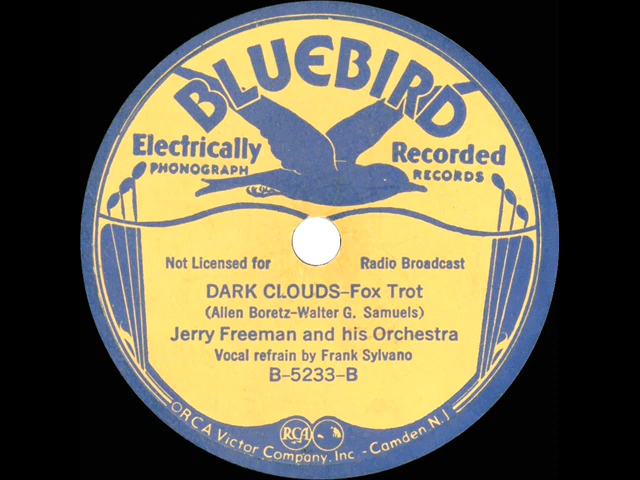 BLUEBIRD
Electrically Recorded
PHONOGRAPH RECORDS
Not Licensed for Radio Broadcast
DARK CLOUDS–Fox Trot
(Allen Boretz–Walter G. Samuels)
Jerry Freeman and his Orchestra
Vocal refrain by Frank Sylvano
B–5233–B
RCA
©RCA Victor Company, Inc - Camden N.J